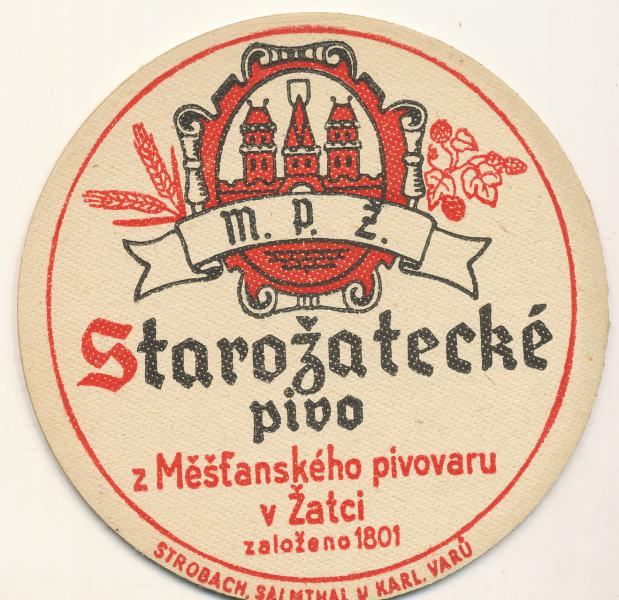 M. P. Ž.
Starožatecké
pivo
z Měšťanského pivovaru
v Žatci
založeno 1801
STROBACH, SALMTHAL U KARL. VARŮ